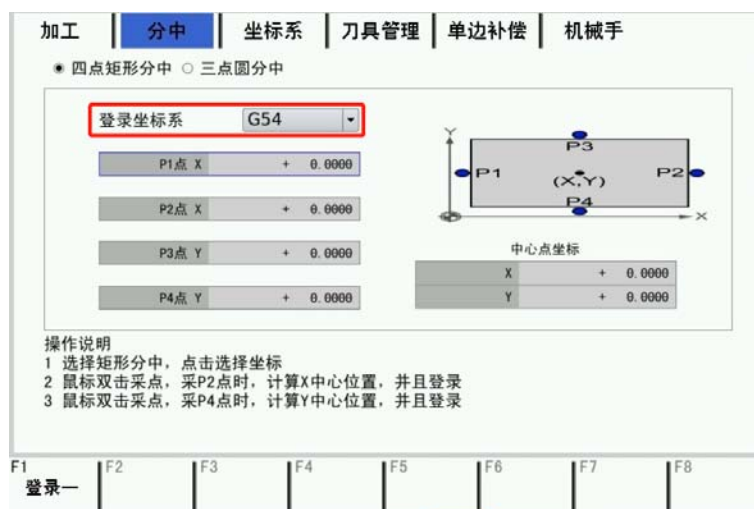 加工 分中 坐标系 刀具管理 单边补偿 机械手
四点矩形分中 三点圆分中
登录坐标系 G54
P1点 X + 0.0000
P2点 X + 0.0000
P3点 Y + 0.0000
P4点 Y + 0.0000
Y
P3
P1 P2
(X,Y)
P4
X
中心点坐标
X + 0.0000
Y + 0.0000
操作说明
1 选择矩形分中，点击选择坐标
2 鼠标双击采点，采P2点时，计算X中心位置，并且登录
3 鼠标双击采点，采P4点时，计算Y中心位置，并且登录
F1 F2 F3 F4 F5 F6 F7 F8
登录一